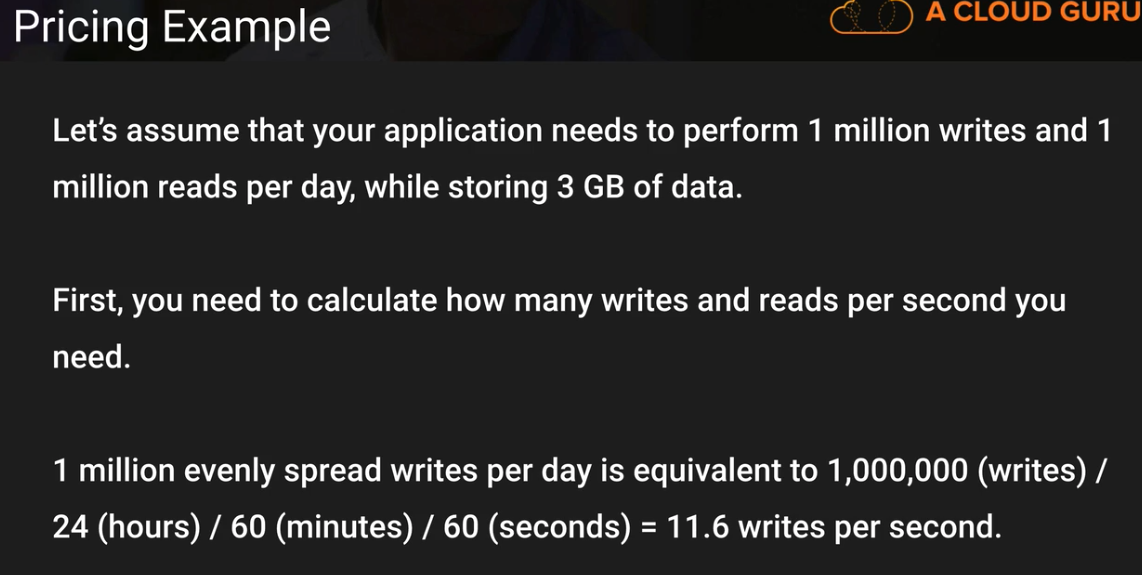 Pricing Example
A CLOUD GURU
Let's assume that your application needs to perform 1 million writes and 1
million reads per day, while storing 3 GB of data.
First, you need to calculate how many writes and reads per second you
need.
1 million evenly spread writes per day is equivalent to 1,000,000 (writes) /
24 (hours) / 60 (minutes) / 60 (seconds) = 11.6 writes per second.